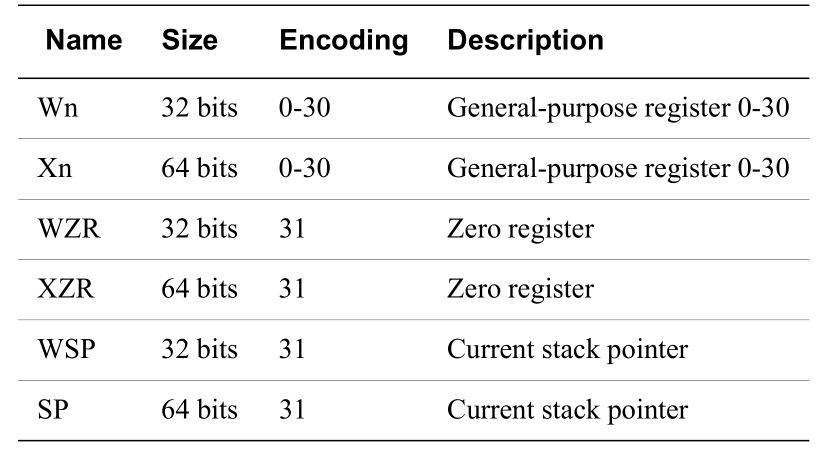 Name Size Encoding Description
Wn 32 bits 0-30 General-purpose register 0-30
Xn 64 bits 0-30 General-purpose register 0-30
WZR 32 bits 31 Zero register
XZR 64 bits 31 Zero register
WSP 32 bits 31 Current stack pointer
SP 64 bits 31 Current stack pointer